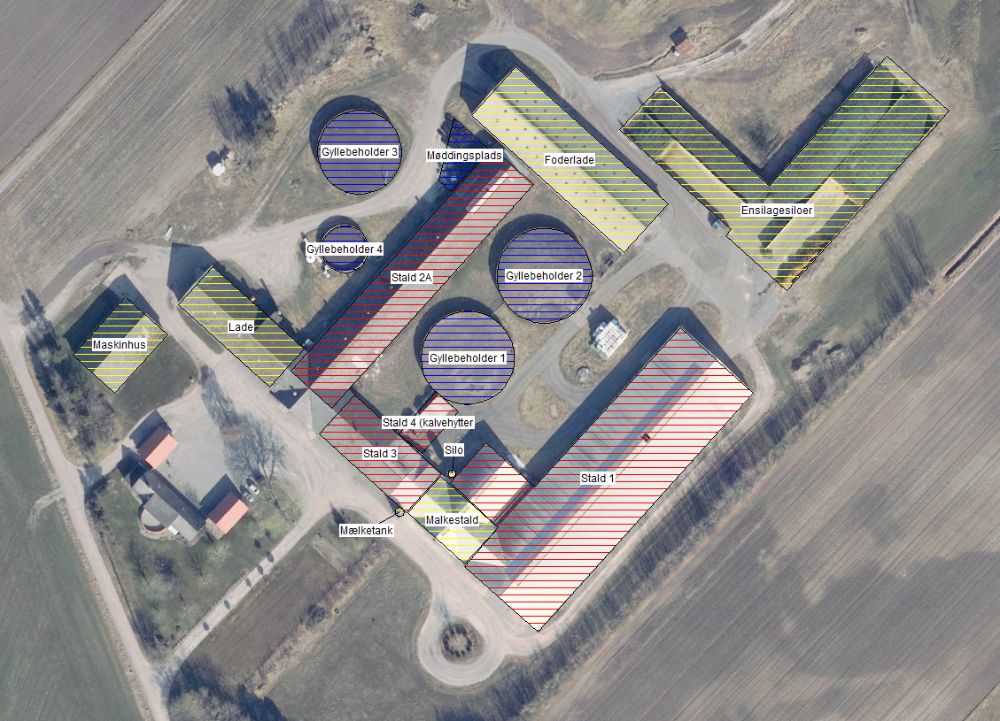 Gyllebeholder 3
Møddingsplads
Foderlade
Ensilagesiloer
Gyllebeholder 4
Stald 2A
Gyllebeholder 2
Lade
Maskinhus
Gyllebeholder 1
Stald 4 (kalvehytter
Silo
Stald 3
Stald 1
Malkestald
Mælketank